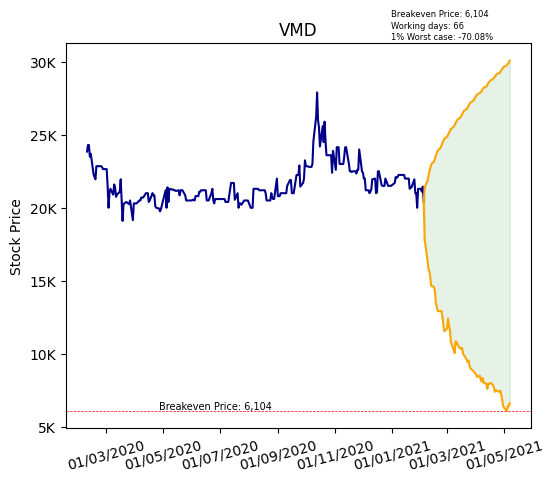 Breakeven Price: 6,104
Working days: 66
1% Worst case: -70.08%
VMD
Stock Price
30K
25K
20K
15K
10K
5K
Breakeven Price: 6,104
01/03/2020
01/05/2020
01/07/2020
01/09/2020
01/11/2020
01/01/2021
01/03/2021
01/05/2021